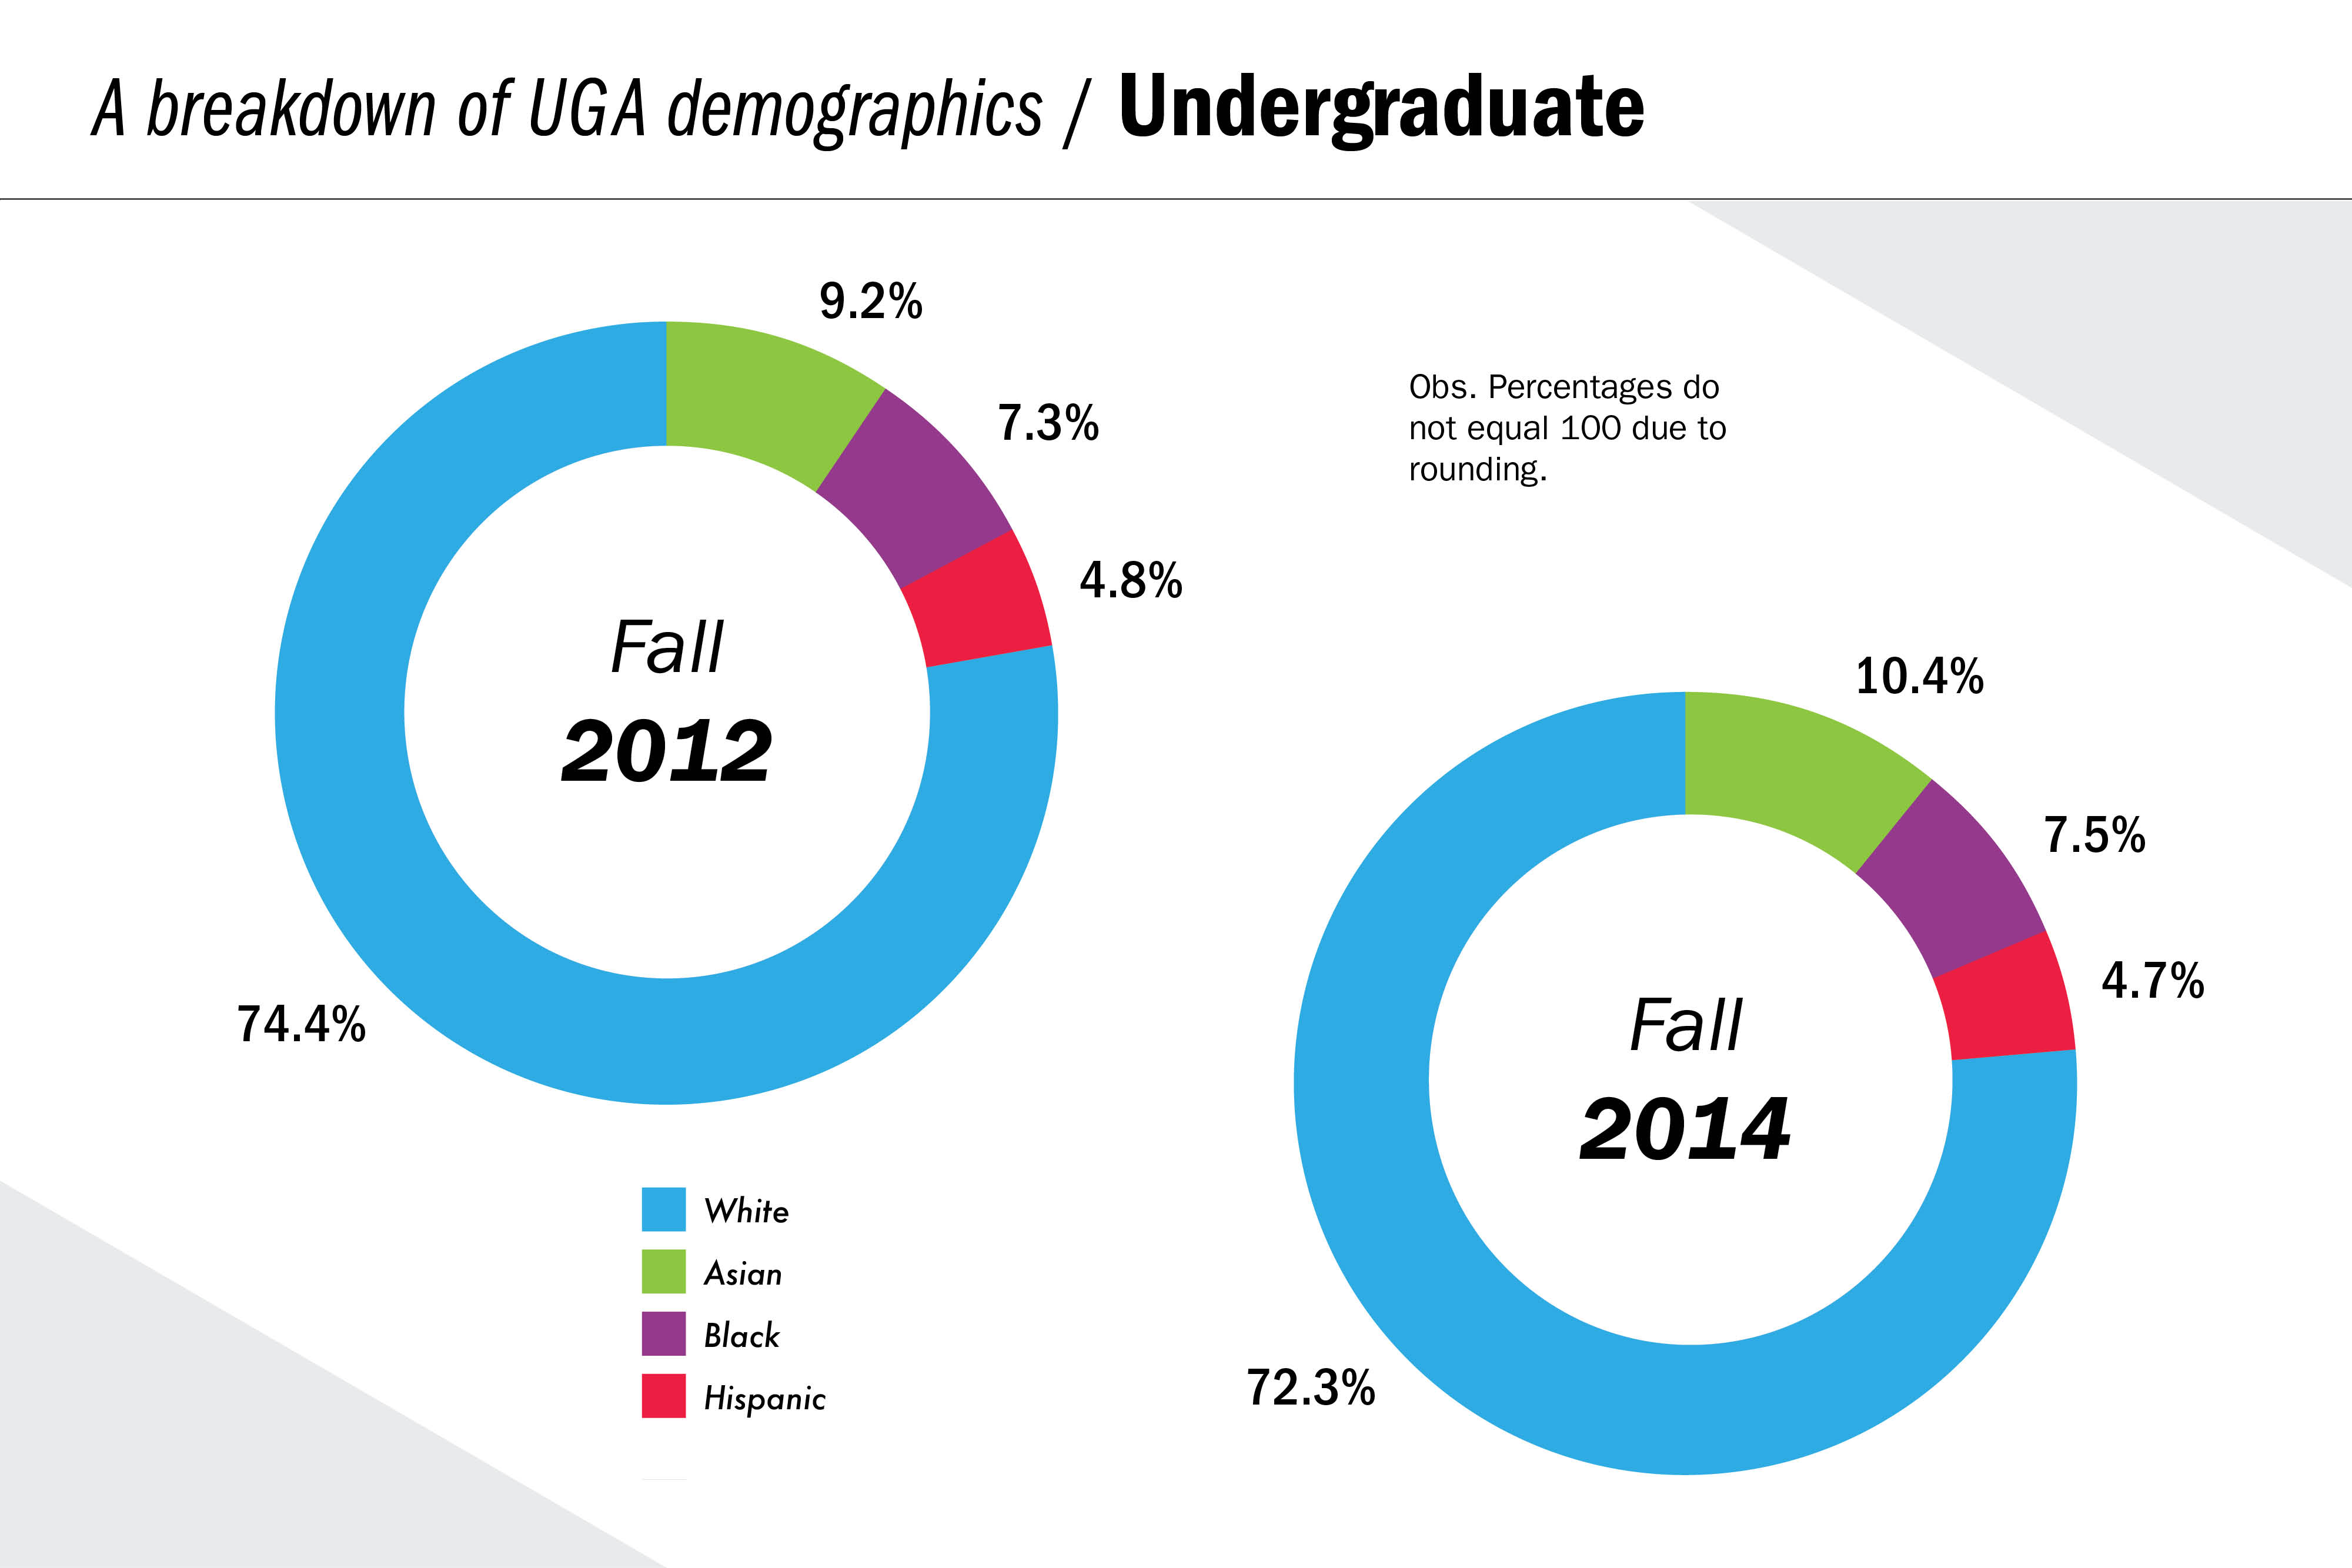 A breakdown of UGA demographics / Undergraduate
9.2%
7.3%
4.8%
74.4%
Fall
2012
Obs. Percentages do
not equal 100 due to
rounding.
10.4%
7.5%
4.7%
72.3%
Fall
2014
White
Asian
Black
Hispanic